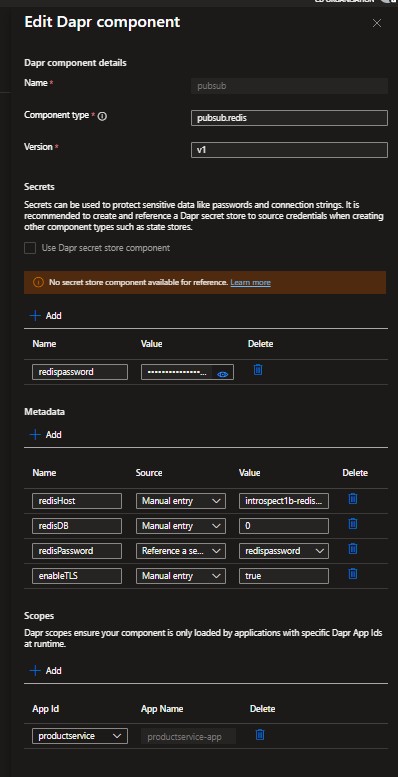 CD ORGANISATION
Edit Dapr component
Dapr component details
Name *
pubsub
Component type *
pubsub.redis
Version *
v1
Secrets
Secrets can be used to protect sensitive data like passwords and connection strings. It is
recommended to create and reference a Dapr secret store to source credentials when creating
other component types such as state stores.
Use Dapr secret store component
No secret store component available for reference. Learn more
Add
Name Value Delete
redispassword ••••••••••••••••...
Metadata
Add
Name Source Value Delete
redisHost Manual entry introspect1b-redis...
redisDB Manual entry 0
redisPassword Reference a se... redispassword
enableTLS Manual entry true
Scopes
Dapr scopes ensure your component is only loaded by applications with specific Dapr App Ids
at runtime.
Add
App Id App Name Delete
productservice productservice-app